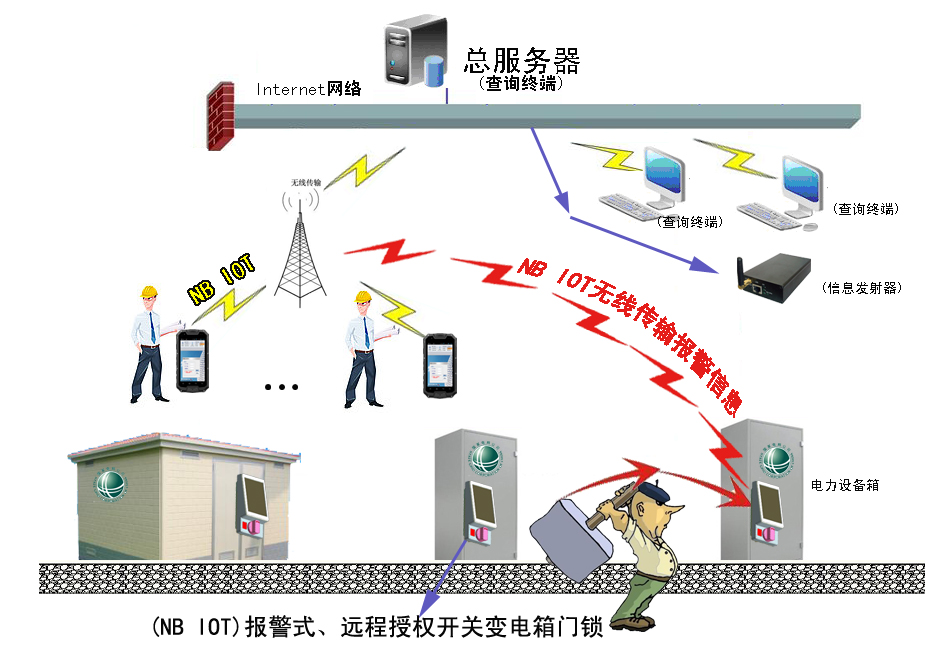 总服务器
(查询终端)
Internet网络
无线传输
(查询终端)
(查询终端)
(信息发射器)
NB IOT
NB IOT无线传输报警信息
电力设备箱
(NB IOT)报警式、远程授权开关变电箱门锁